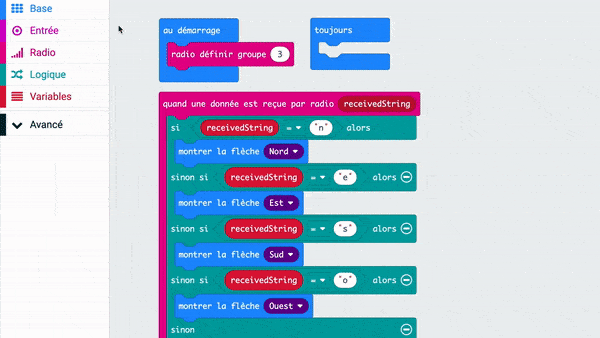 Base
Entrée
Radio
Logique
Variables
Avancé
au démarrage
radio définir groupe 3
toujours
quand une donnée est reçue par radio receivedString
si receivedString = "n" alors
montrer la flèche Nord
sinon si receivedString = "e" alors
montrer la flèche Est
sinon si receivedString = "s" alors
montrer la flèche Sud
sinon si receivedString = "o" alors
montrer la flèche Ouest
sinon